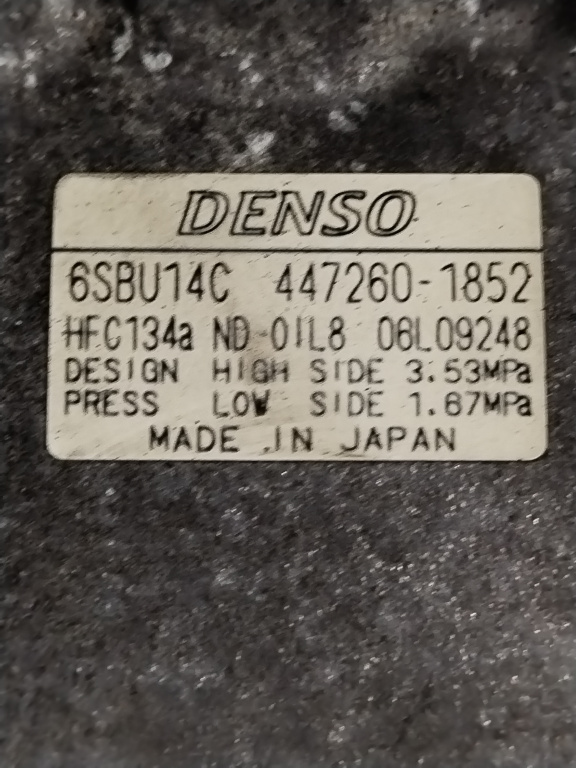 DENSO
6SBU14C 447260-1852
HFC134a ND-OIL8 06L09248
DESIGN HIGH SIDE 3.53MPa
PRESS LOW SIDE 1.67MPa
MADE IN JAPAN